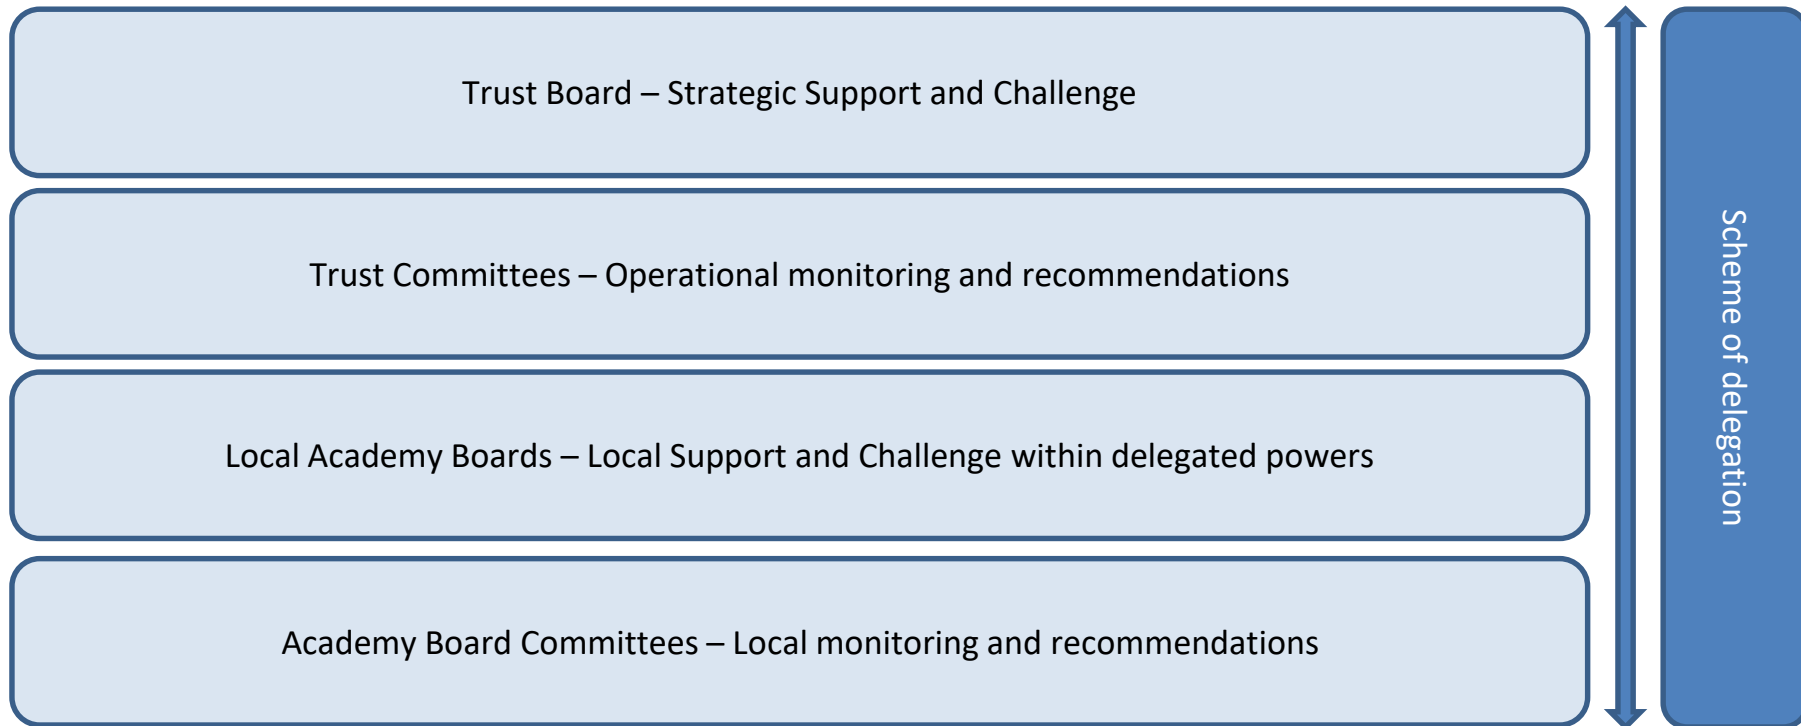 Trust Board – Strategic Support and Challenge
Trust Committees – Operational monitoring and recommendations
Local Academy Boards – Local Support and Challenge within delegated powers
Academy Board Committees – Local monitoring and recommendations
Scheme of delegation